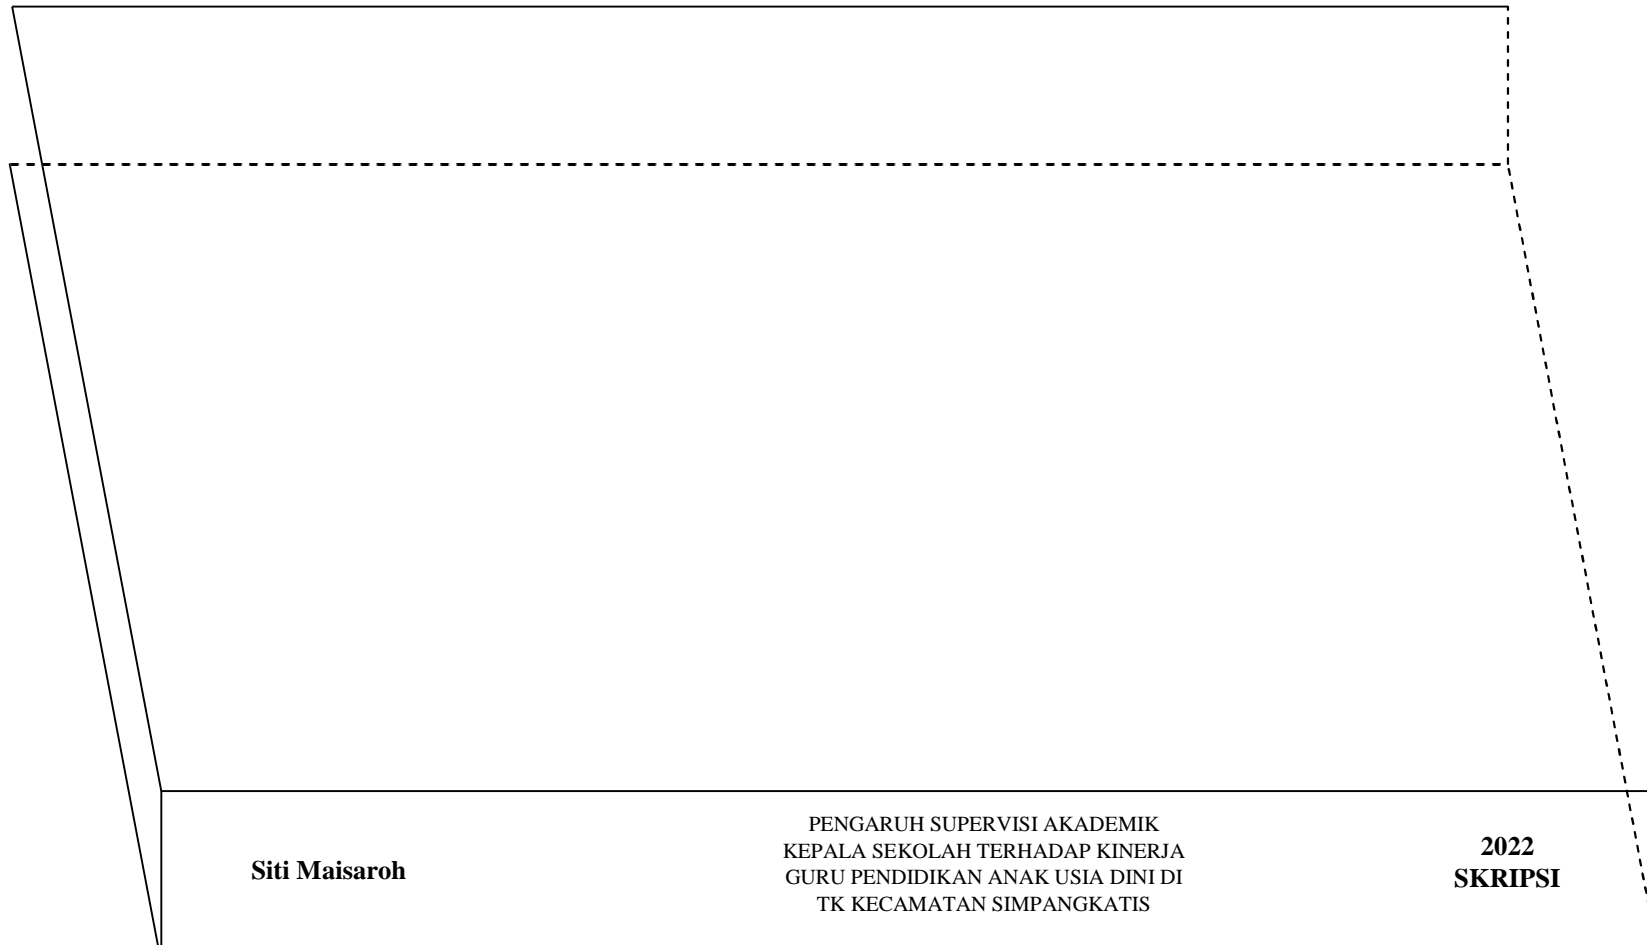 Siti Maisaroh
PENGARUH SUPERVISI AKADEMIK
KEPALA SEKOLAH TERHADAP KINERJA
GURU PENDIDIKAN ANAK USIA DINI DI
TK KECAMATAN SIMPANGKATIS
2022
SKRIPSI